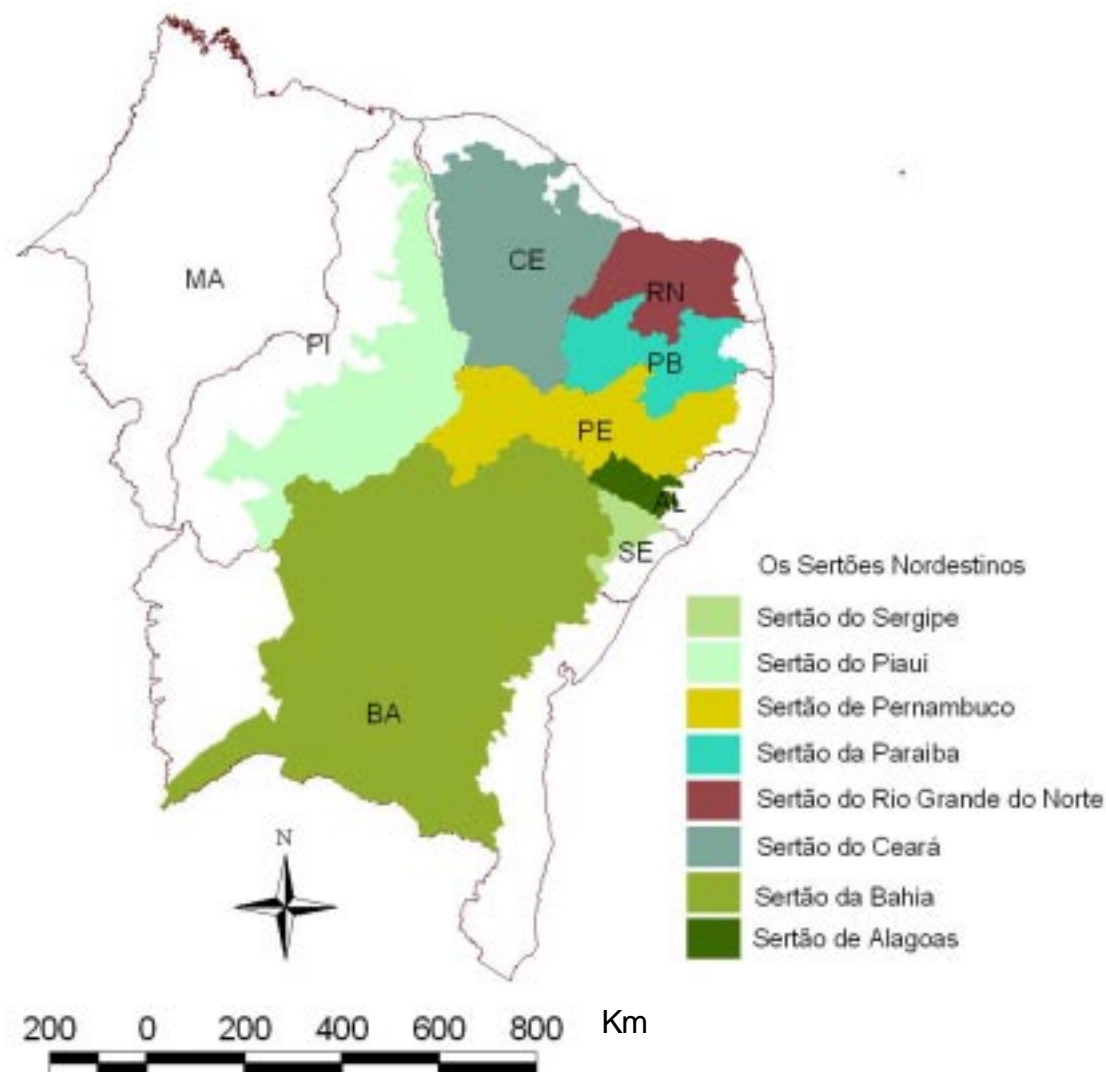 CE
MA
RN
PI
PB
PE
AL
SE
BA
Os Sertões Nordestinos
Sertão do Sergipe
Sertão do Piauí
Sertão de Pernambuco
Sertão da Paraíba
Sertão do Rio Grande do Norte
Sertão do Ceará
Sertão da Bahia
Sertão de Alagoas
N
200 0 200 400 600 800 Km